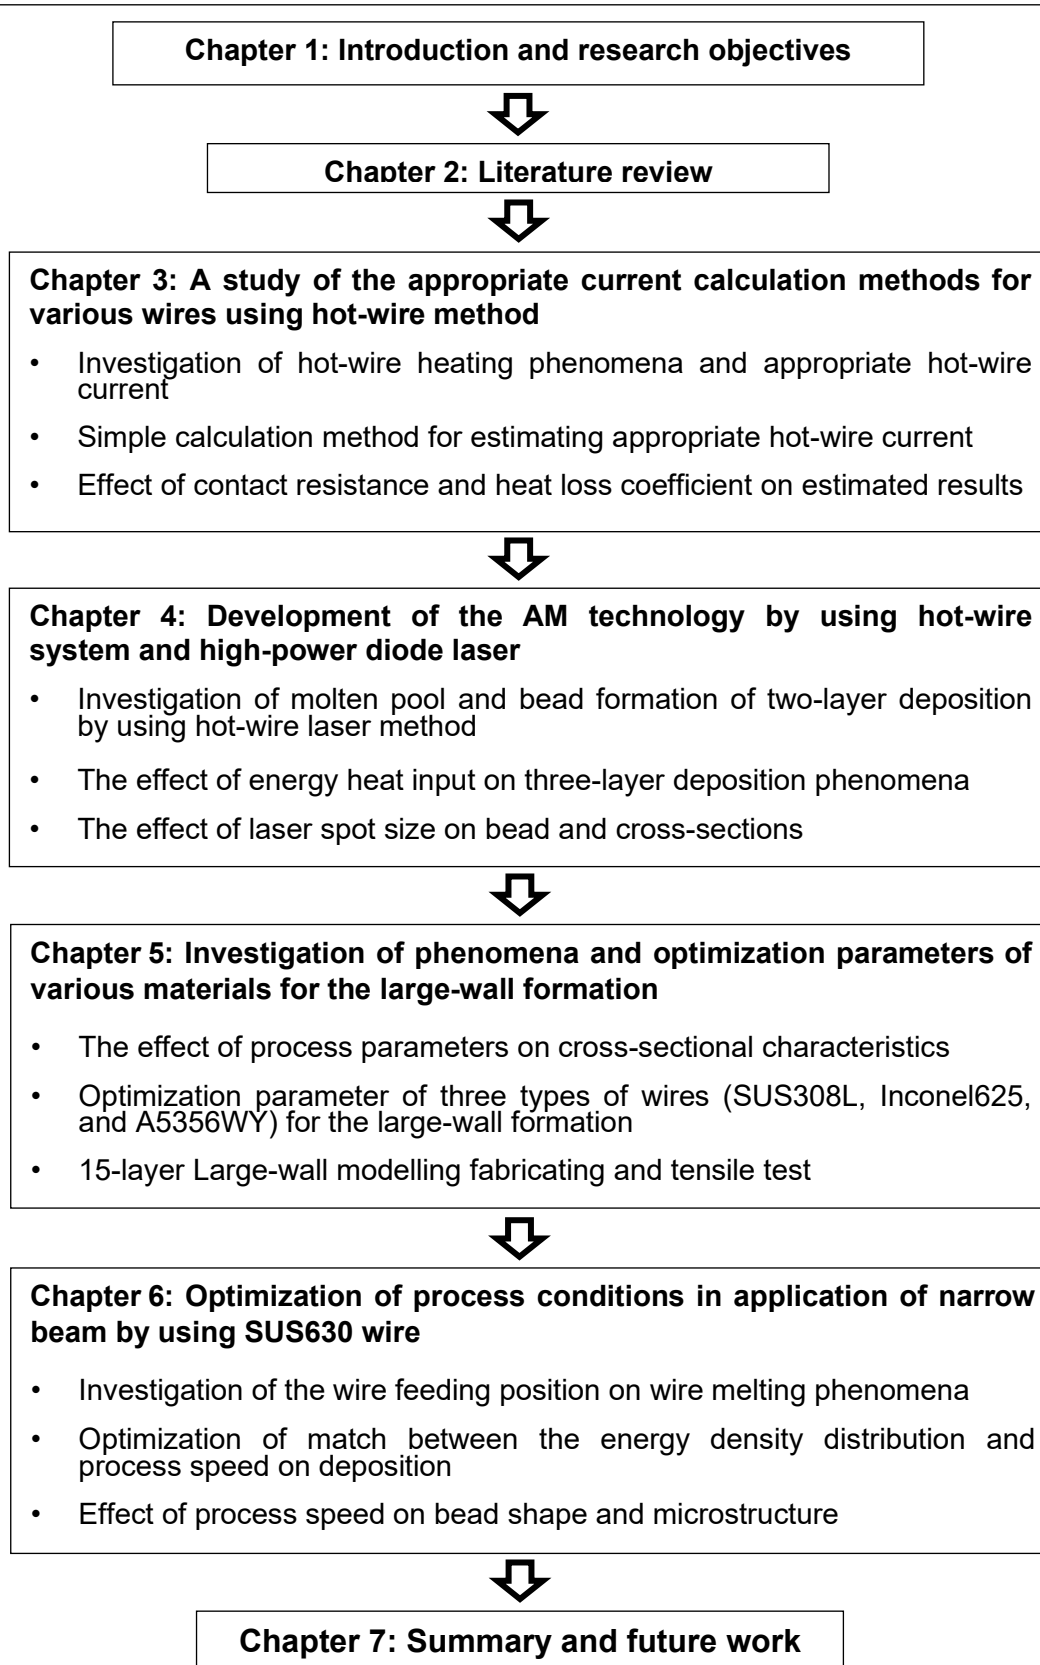 Chapter 1: Introduction and research objectives
Chapter 2: Literature review
Chapter 3: A study of the appropriate current calculation methods for
various wires using hot-wire method
• Investigation of hot-wire heating phenomena and appropriate hot-wire
current
• Simple calculation method for estimating appropriate hot-wire current
• Effect of contact resistance and heat loss coefficient on estimated results
Chapter 4: Development of the AM technology by using hot-wire
system and high-power diode laser
• Investigation of molten pool and bead formation of two-layer deposition
by using hot-wire laser method
• The effect of energy heat input on three-layer deposition phenomena
• The effect of laser spot size on bead and cross-sections
Chapter 5: Investigation of phenomena and optimization parameters of
various materials for the large-wall formation
• The effect of process parameters on cross-sectional characteristics
• Optimization parameter of three types of wires (SUS308L, Inconel625,
and A5356WY) for the large-wall formation
• 15-layer Large-wall modelling fabricating and tensile test
Chapter 6: Optimization of process conditions in application of narrow
beam by using SUS630 wire
• Investigation of the wire feeding position on wire melting phenomena
• Optimization of match between the energy density distribution and
process speed on deposition
• Effect of process speed on bead shape and microstructure
Chapter 7: Summary and future work